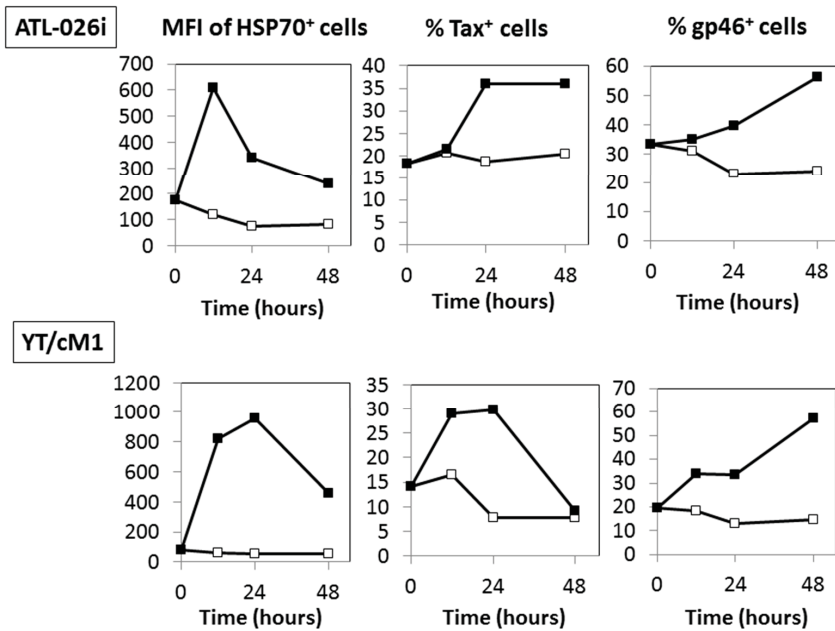 ATL-026i
MFI of HSP70⁺ cells
% Tax⁺ cells
% gp46⁺ cells
700
600
500
400
300
200
100
0
0 24 48
Time (hours)
40
35
30
25
20
15
10
5
0
0 24 48
Time (hours)
60
50
40
30
20
10
0
0 24 48
Time (hours)
YT/cM1
1200
1000
800
600
400
200
0
0 24 48
Time (hours)
35
30
25
20
15
10
5
0
0 24 48
Time (hours)
70
60
50
40
30
20
10
0
0 24 48
Time (hours)